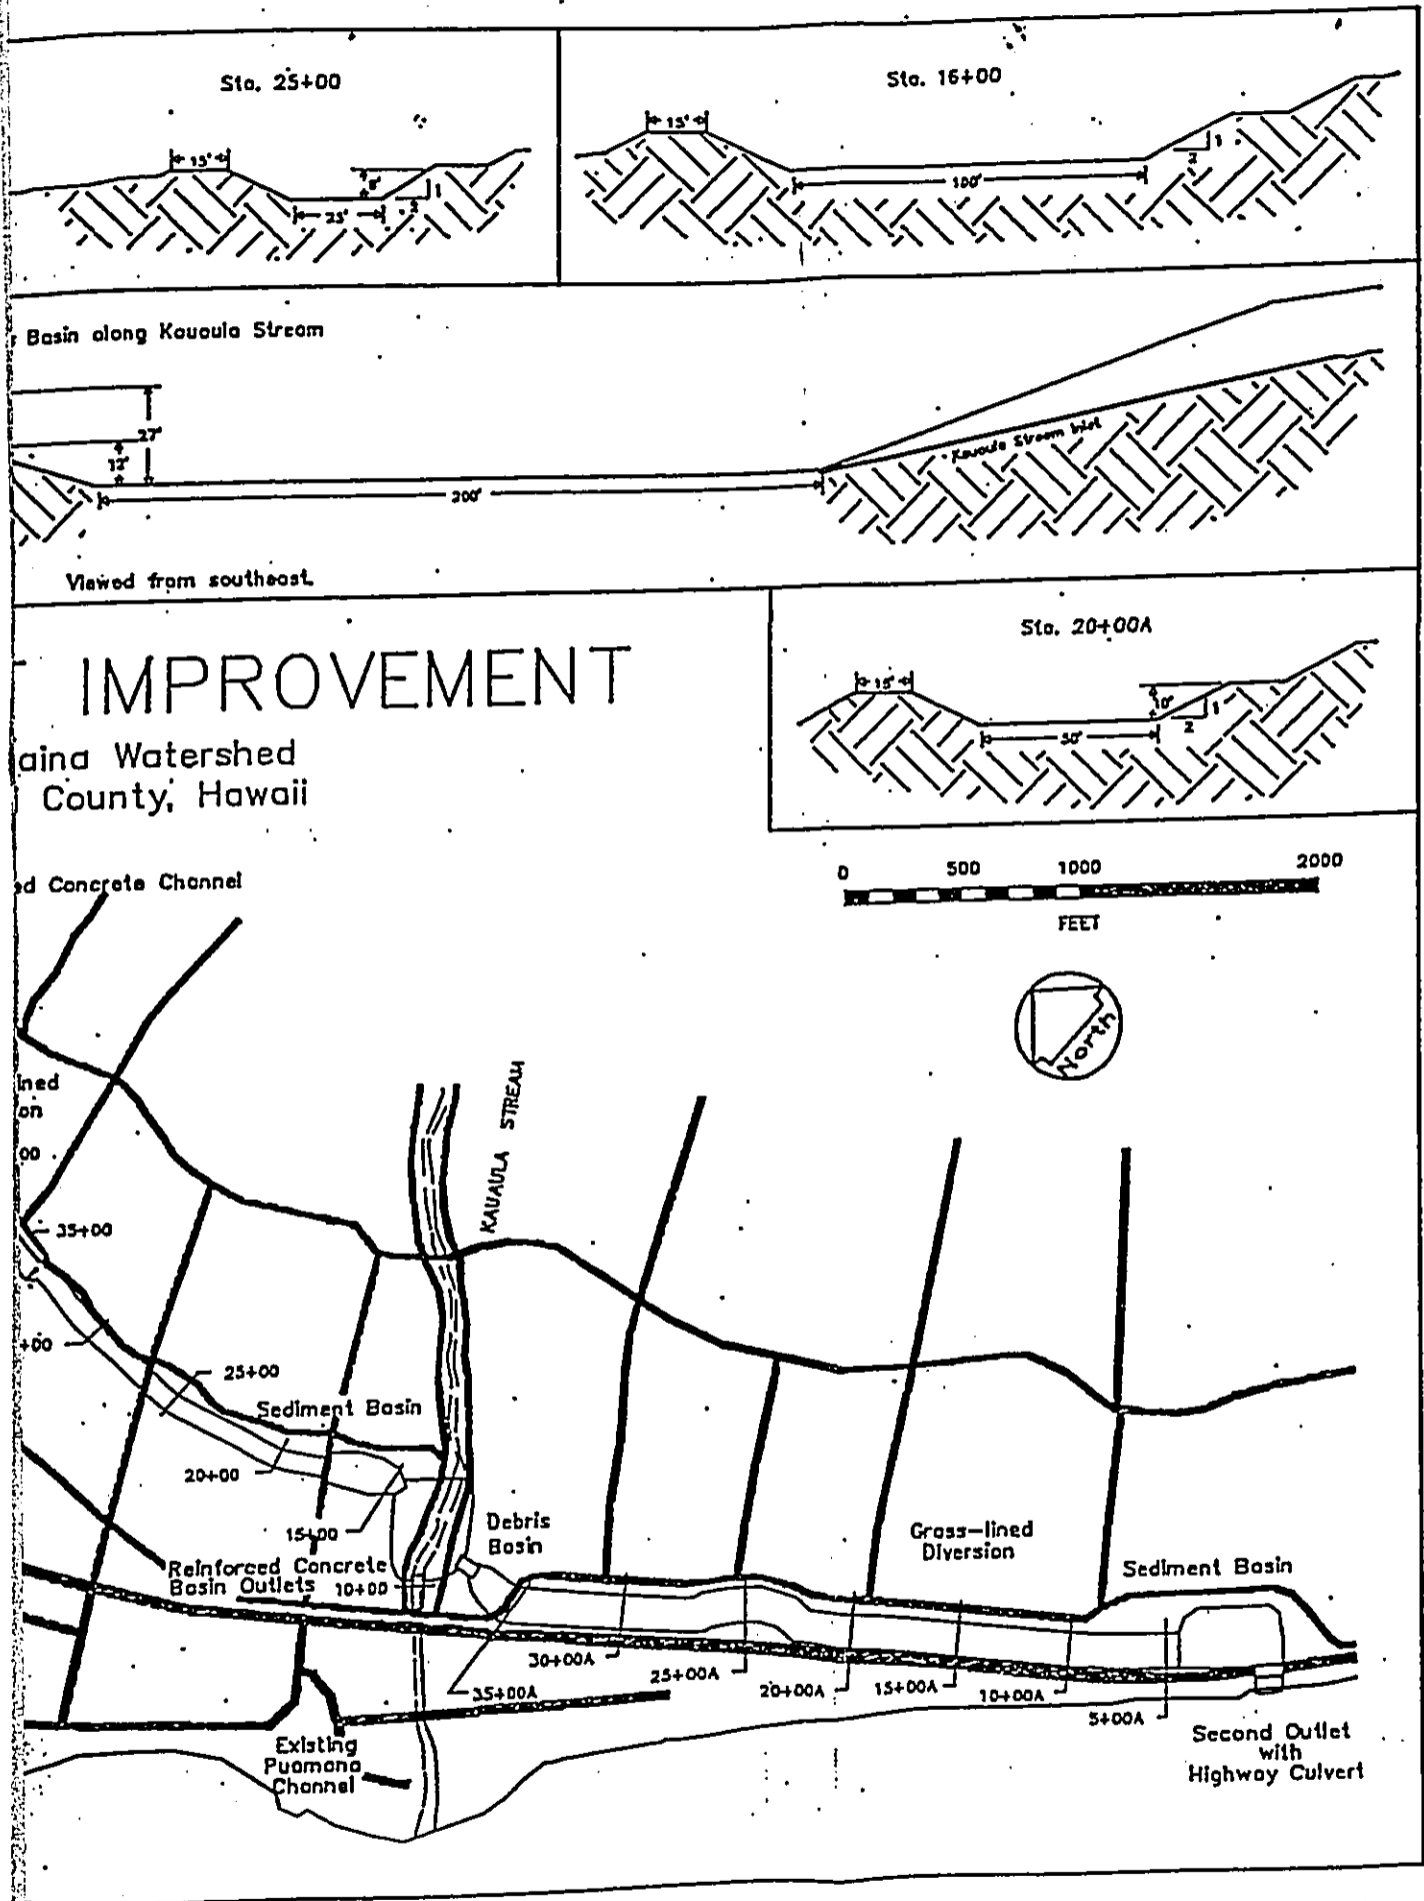 Sta. 25+00
Sta. 16+00
15'
15'
8'
1
2
25'
1
2
100'
Basin along Kauaula Stream
27'
12'
Kauaula Stream Inlet
200'
Viewed from southeast.
Sta. 20+00A
IMPROVEMENT
15'
10'
1
2
50'
aina Watershed
County, Hawaii
ed Concrete Channel
0 500 1000 2000
FEET
North
ined
on
00
KAUAULA STREAM
35+00
+00
25+00
Sediment Basin
20+00
15+00
Debris
Basin
Grass-lined
Diversion
Sediment Basin
Reinforced Concrete
Basin Outlets
10+00
30+00A
25+00A
20+00A
15+00A
10+00A
35+00A
5+00A
Existing
Puamana
Channel
Second Outlet
with
Highway Culvert